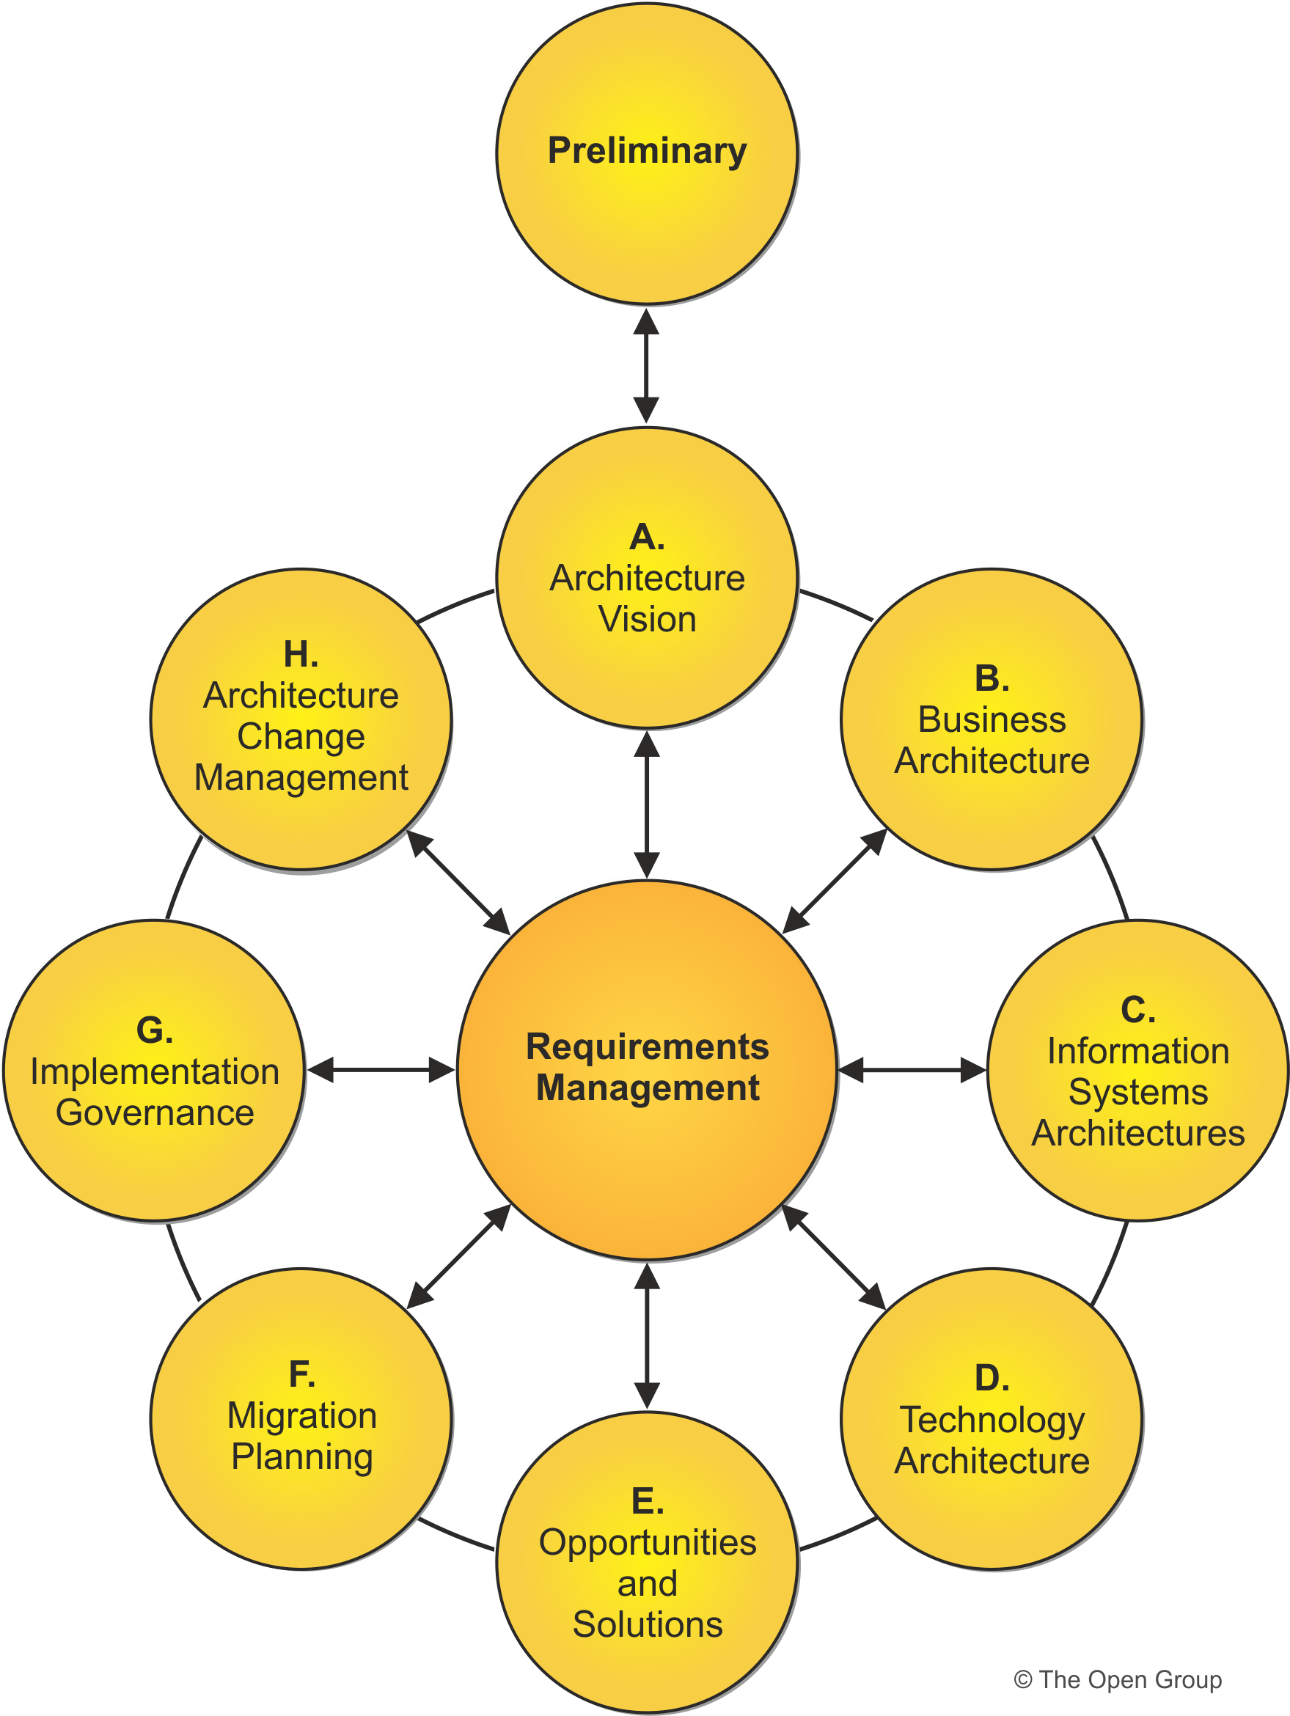 Preliminary
A.
Architecture
Vision
B.
Business
Architecture
C.
Information
Systems
Architectures
D.
Technology
Architecture
E.
Opportunities
and
Solutions
F.
Migration
Planning
G.
Implementation
Governance
H.
Architecture
Change
Management
Requirements
Management
© The Open Group